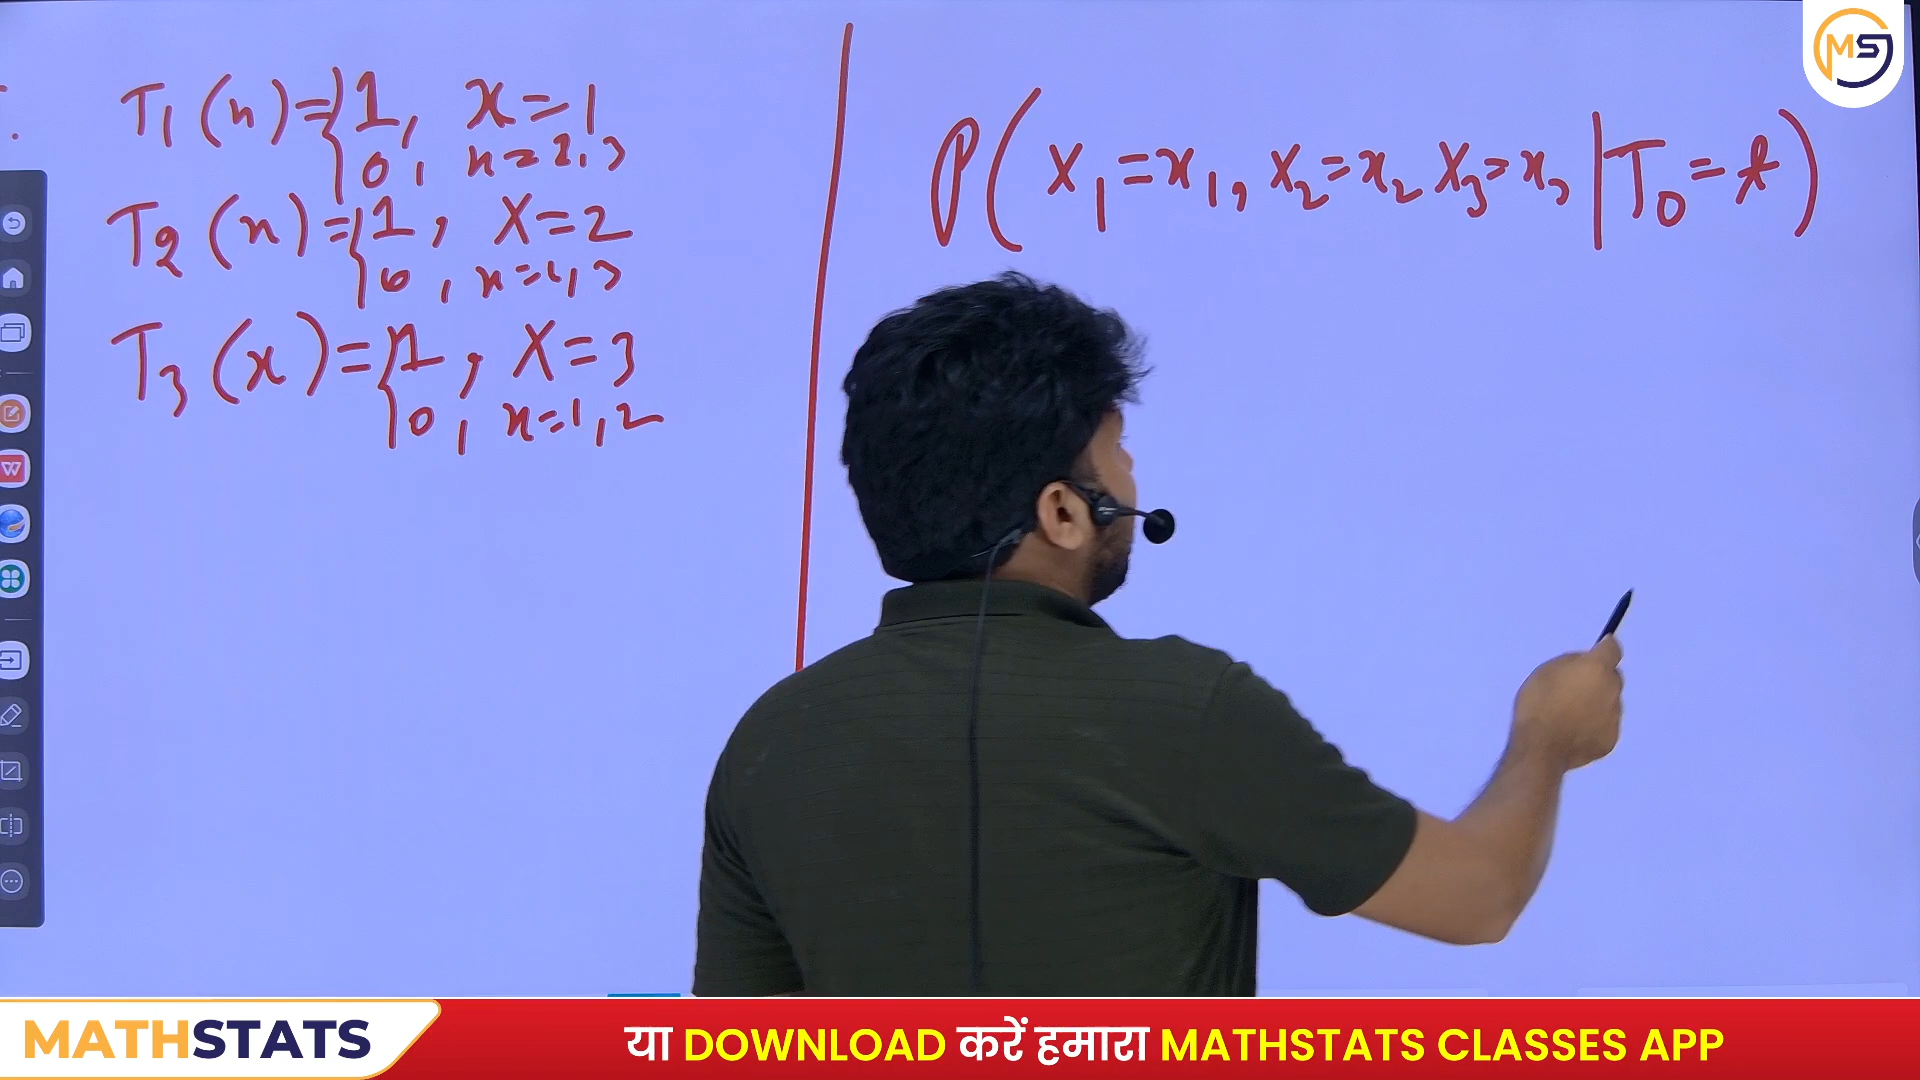 T1(n)={1, x=1
0, n=2,3
T2(n)={1, X=2
0, n=1,3
T3(x)={1, X=3
0, n=1,2
P(X1=x1, X2=x2 X3=x3 |T0=t)
MS
MATHSTATS
या DOWNLOAD करें हमारा MATHSTATS CLASSES APP